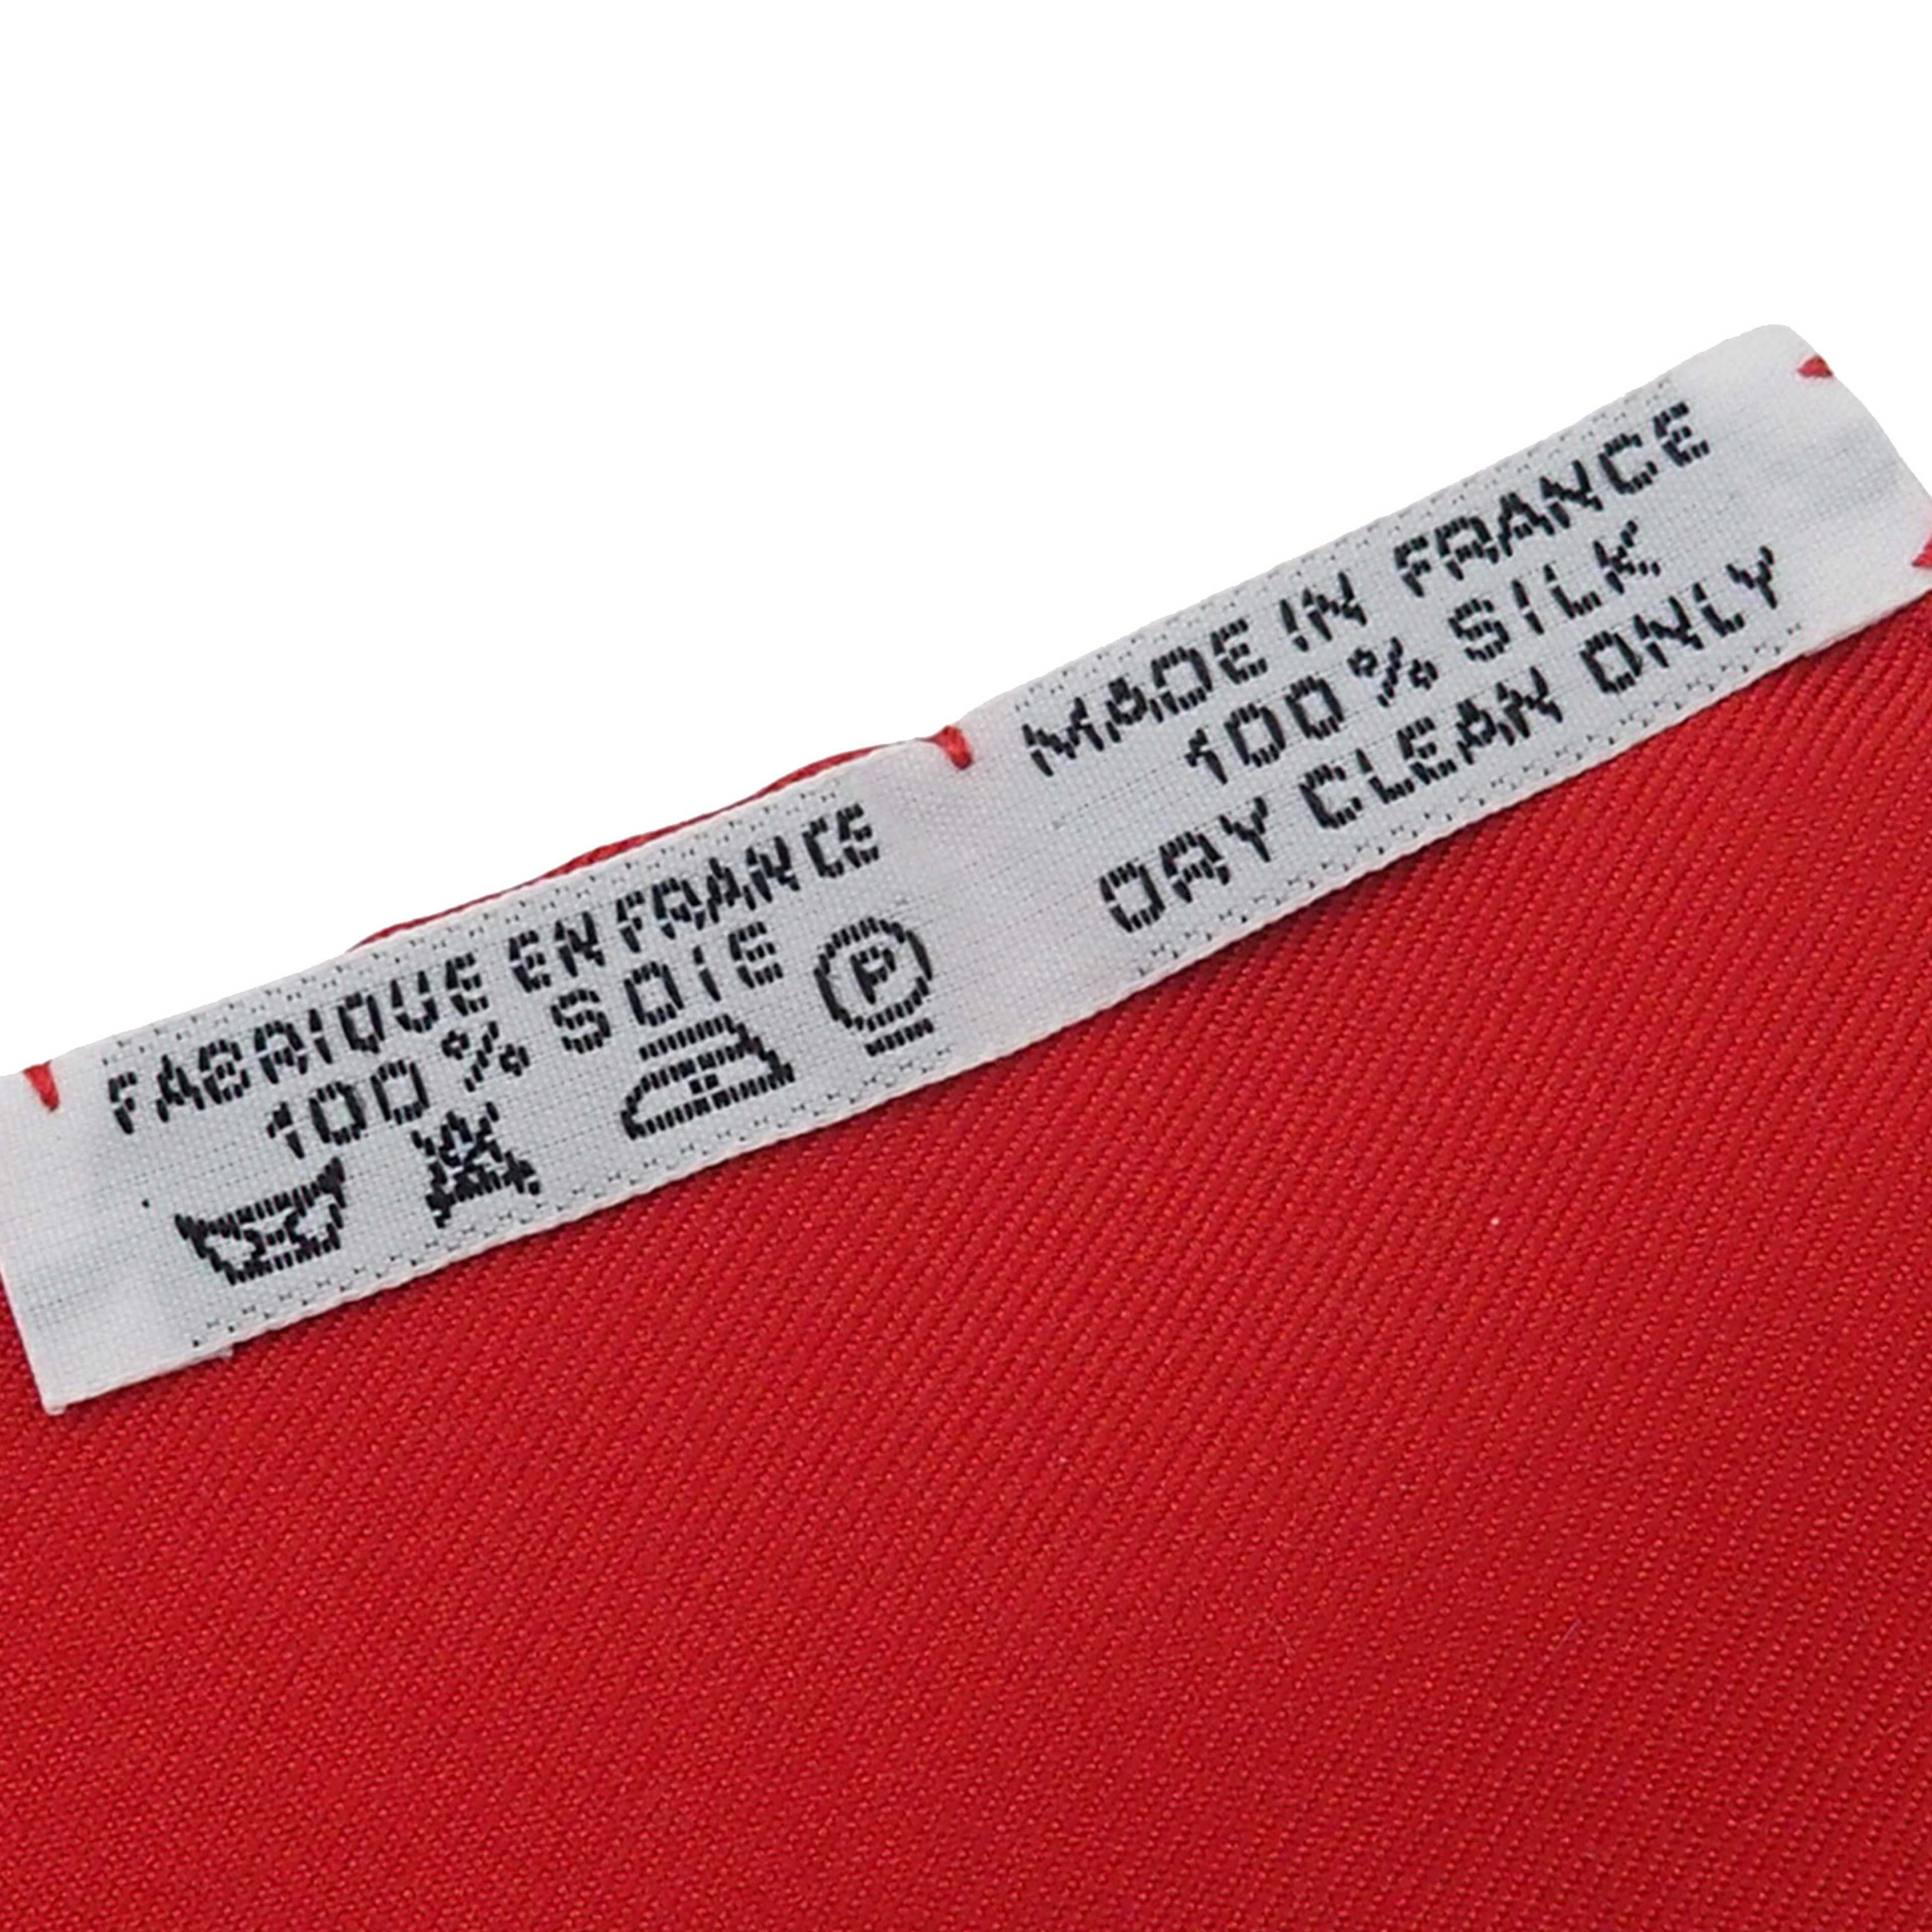 FABRIQUE EN FRANCE
100% SOIE
P
MADE IN FRANCE
100% SILK
DRY CLEAN ONLY